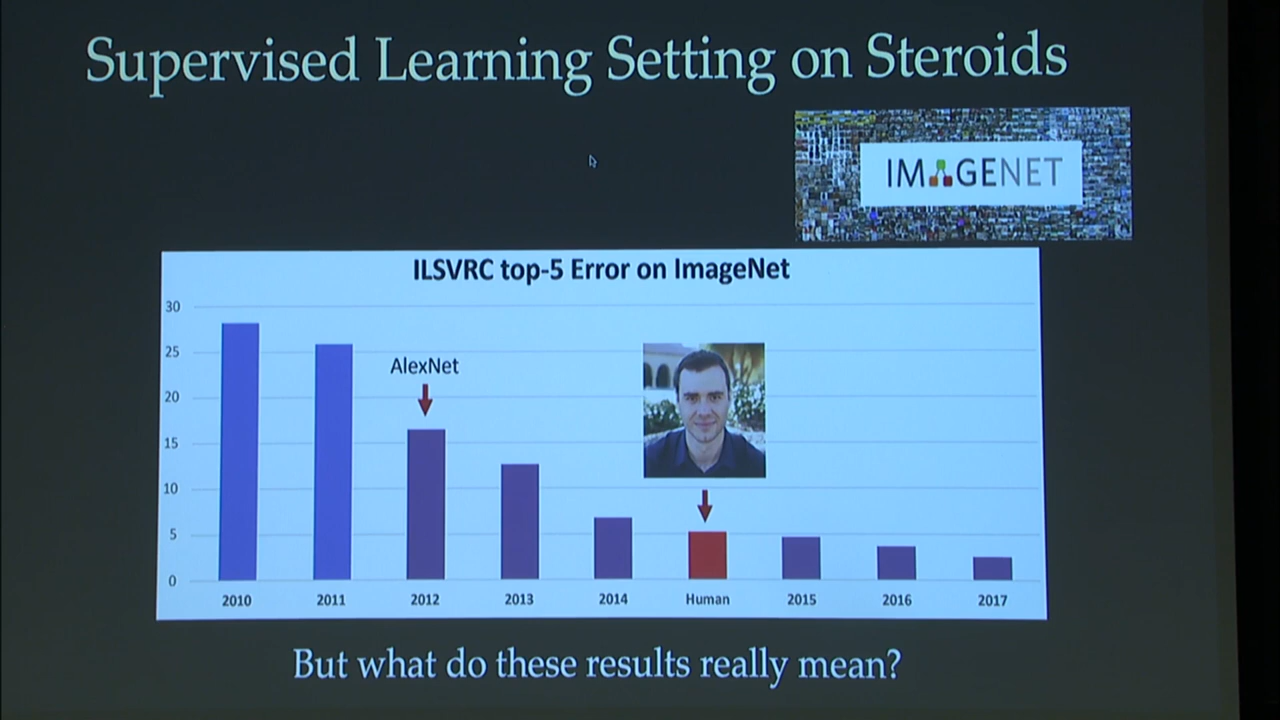 Supervised Learning Setting on Steroids
IMAGENET
ILSVRC top-5 Error on ImageNet
30
25
20
15
10
5
0
AlexNet
2010
2011
2012
2013
2014
Human
2015
2016
2017
But what do these results really mean?